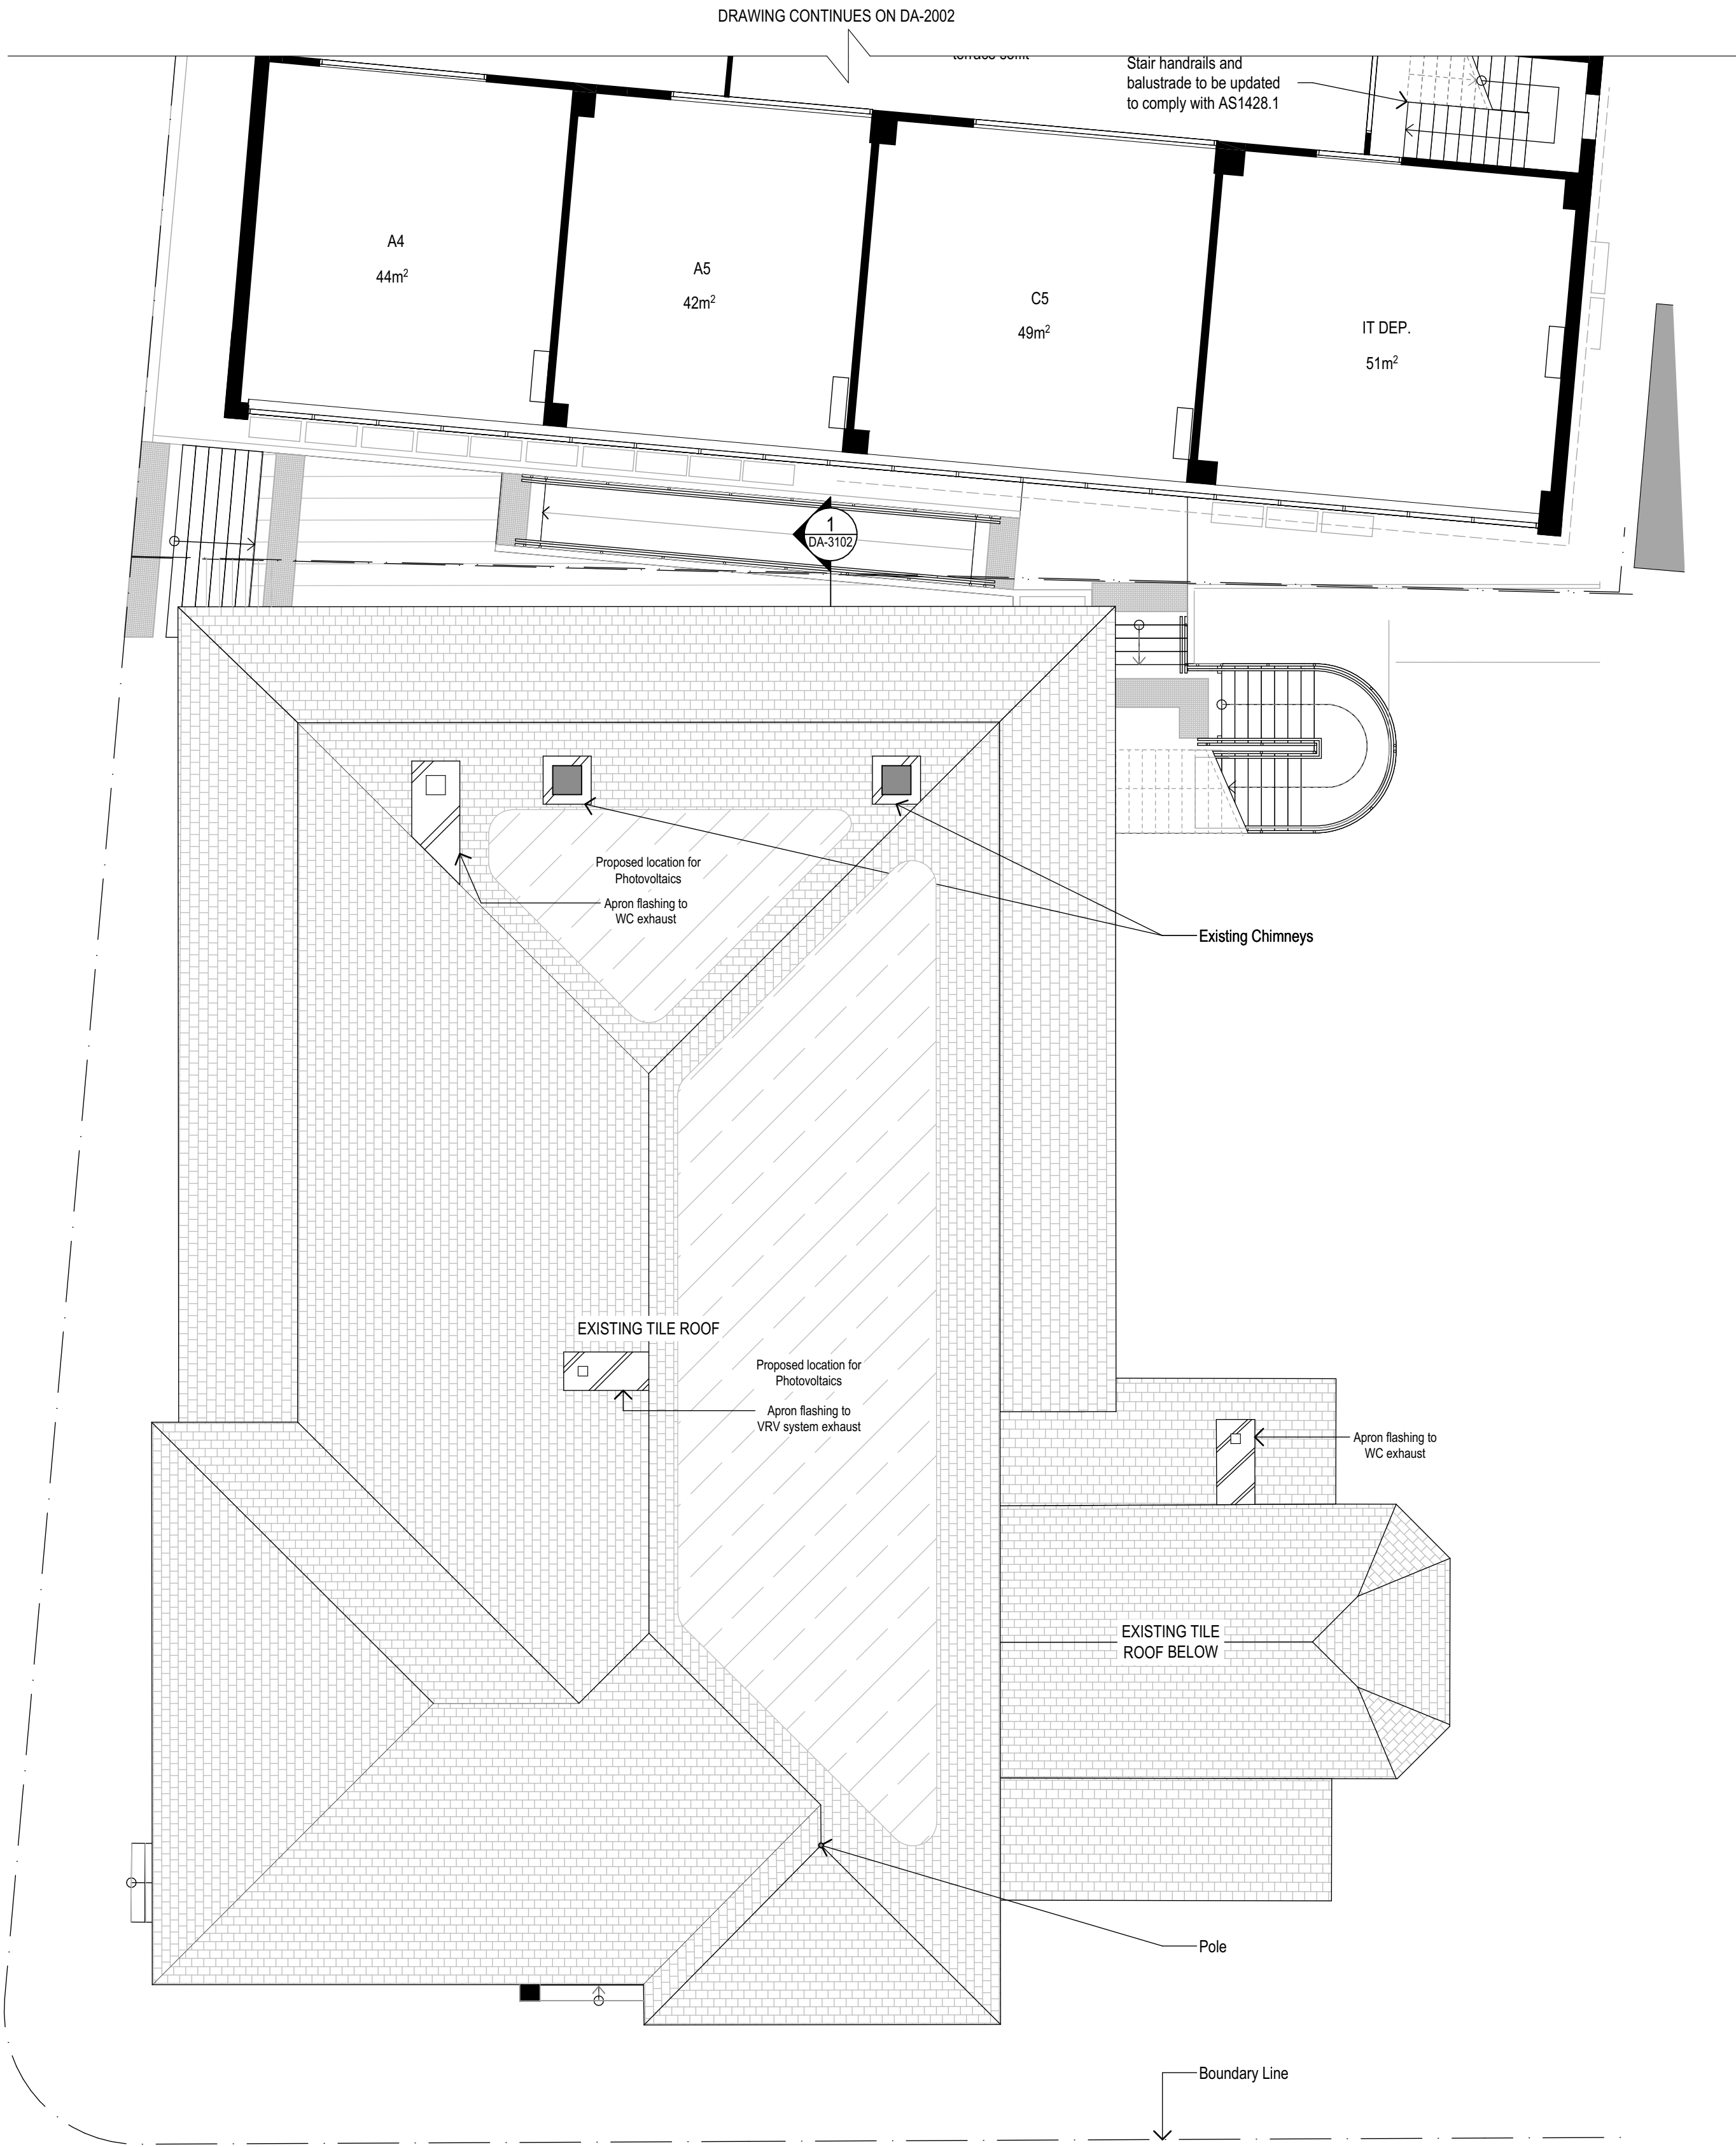 DRAWING CONTINUES ON DA-2002
Stair handrails and
balustrade to be updated
to comply with AS1428.1
A4
44m²
A5
42m²
C5
49m²
IT DEP.
51m²
1
DA-3102
Proposed location for
Photovoltaics
Apron flashing to
WC exhaust
Existing Chimneys
EXISTING TILE ROOF
Proposed location for
Photovoltaics
Apron flashing to
VRV system exhaust
Apron flashing to
WC exhaust
EXISTING TILE
ROOF BELOW
Pole
Boundary Line